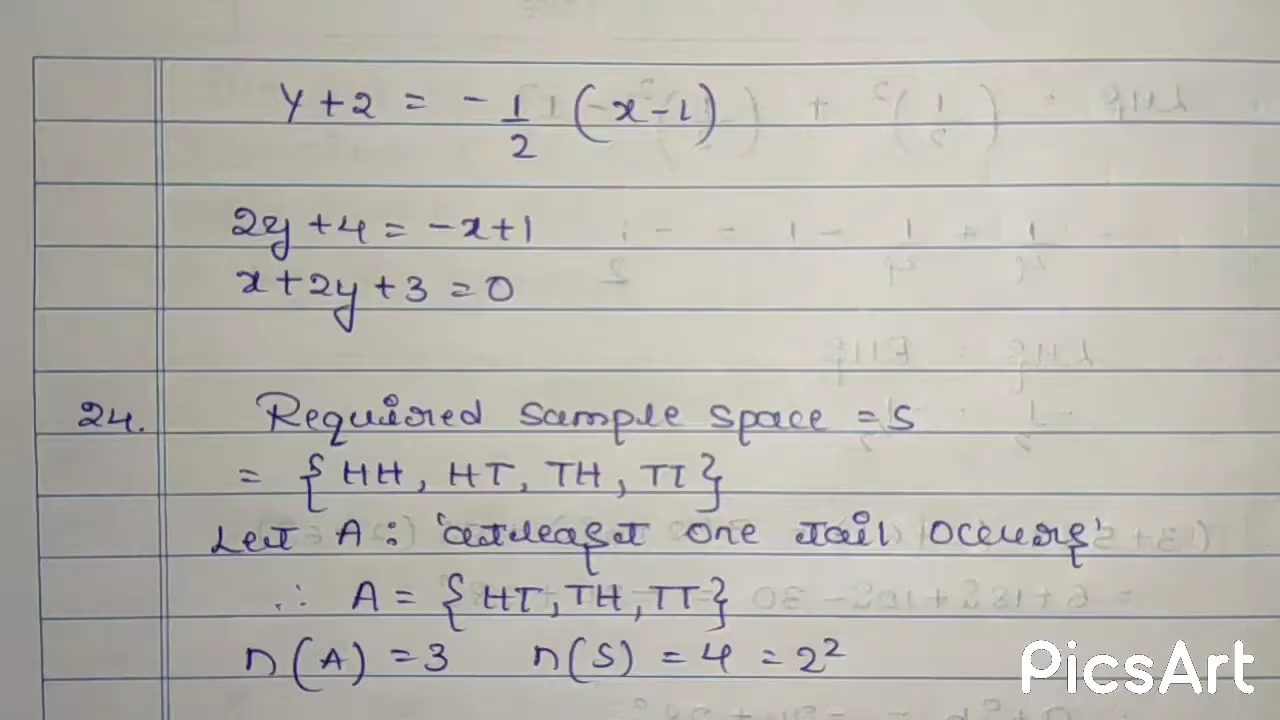 y + 2 = - 1/2 (x - 1)
2y + 4 = -x + 1
x + 2y + 3 = 0
24. Required sample space = S
= {HH, HT, TH, TT}
Let A : 'atleast one tail occurs'
∴ A = {HT, TH, TT}
n(A) = 3 n(S) = 4 = 2²
PicsArt